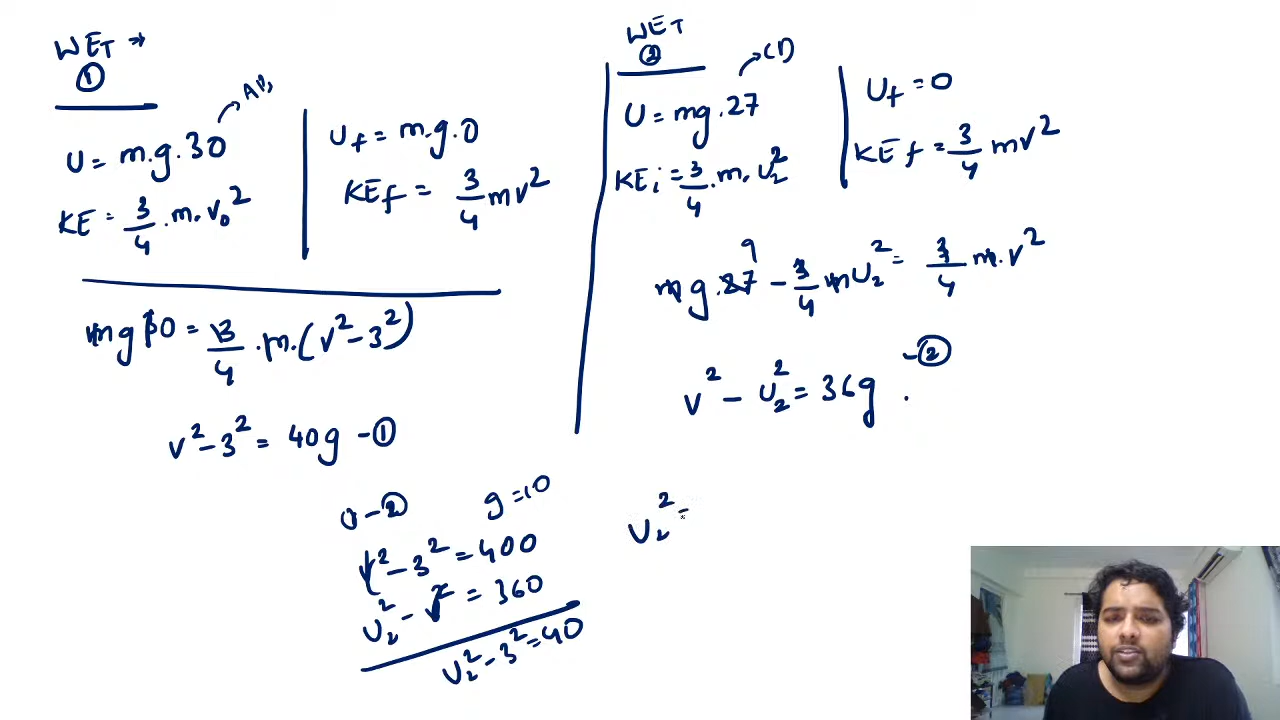 WET →
①
AB
U = m.g.30
KE = 3/4 . m. v₀²
Uf = m.g.0
KEf = 3/4 mv²
mg 30 = 3/4 . m. (v² - 3²)
v² - 3² = 40g - ①
WET
②
CD
U = mg.27
KEi = 3/4 . m. U₂²
Uf = 0
KEf = 3/4 mv²
9
mg.27 - 3/4 mU₂² = 3/4 m. v²
v² - U₂² = 36g . - ②
① - ② g = 10
v² - 3² = 400
U₂² - v² = 360
U₂² - 3² = 40
U₂² =